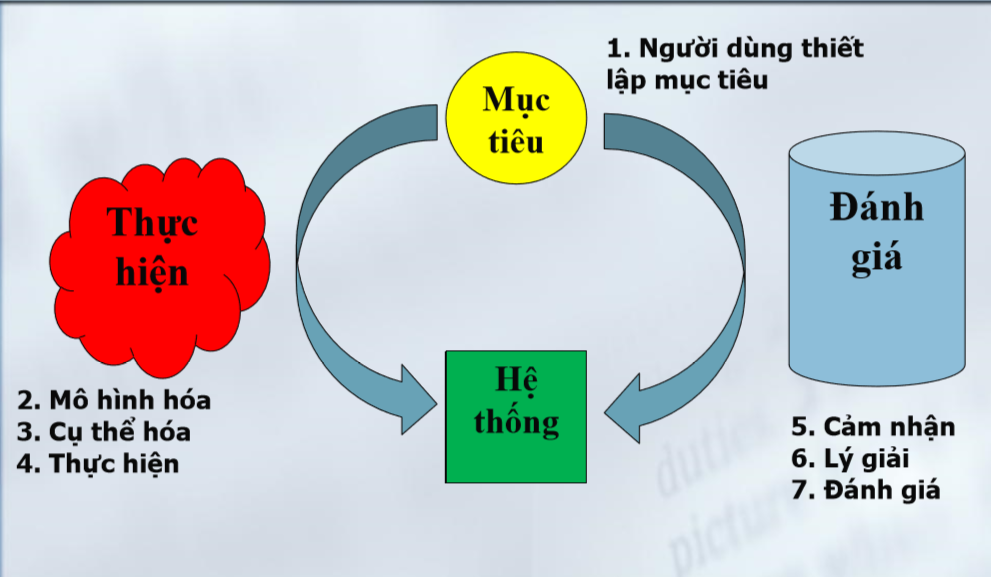 1. Người dùng thiết
lập mục tiêu
Mục
tiêu
Thực
hiện
Đánh
giá
Hệ
thống
2. Mô hình hóa
3. Cụ thể hóa
4. Thực hiện
5. Cảm nhận
6. Lý giải
7. Đánh giá